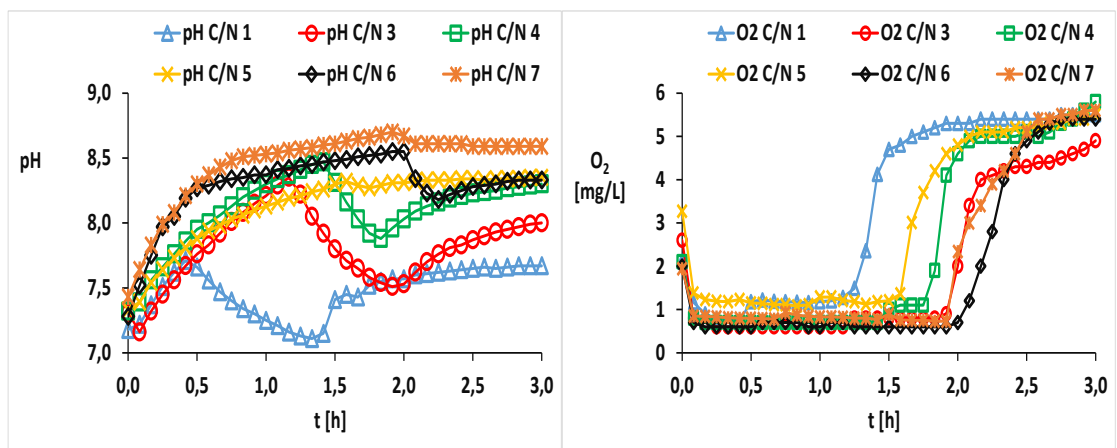 pH C/N 1 pH C/N 3 pH C/N 4
pH C/N 5 pH C/N 6 pH C/N 7
9,0
8,5
8,0
7,5
7,0
pH
0,0 0,5 1,0 1,5 2,0 2,5 3,0
t [h]
O2 C/N 1 O2 C/N 3 O2 C/N 4
O2 C/N 5 O2 C/N 6 O2 C/N 7
6
5
4
3
2
1
0
O2
[mg/L]
0,0 0,5 1,0 1,5 2,0 2,5 3,0
t [h]